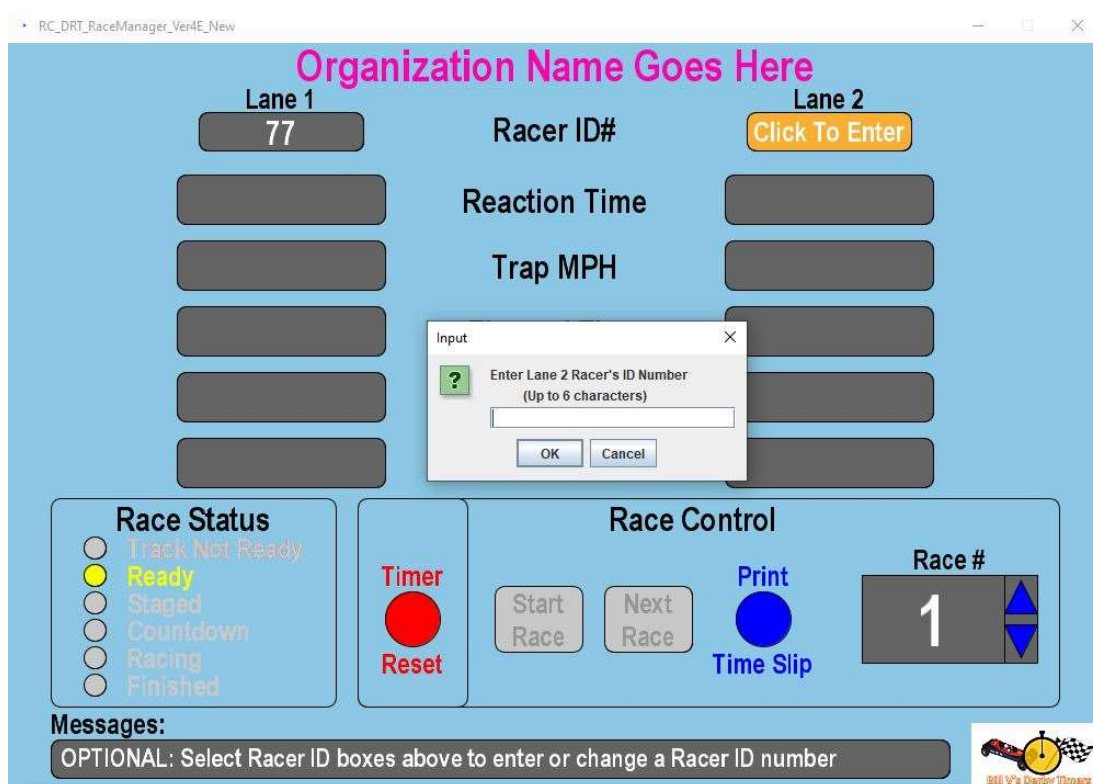 RC_DRT_RaceManager_Ver4E_New
Organization Name Goes Here
Lane 1
Lane 2
77
Racer ID#
Click To Enter
Reaction Time
Trap MPH
Input
Enter Lane 2 Racer's ID Number
(Up to 6 characters)
OK
Cancel
Race Status
Track Not Ready
Ready
Staged
Countdown
Racing
Finished
Timer
Reset
Race Control
Start
Race
Next
Race
Print
Time Slip
Race #
1
Messages:
OPTIONAL: Select Racer ID boxes above to enter or change a Racer ID number
Bill V's Derby Timers